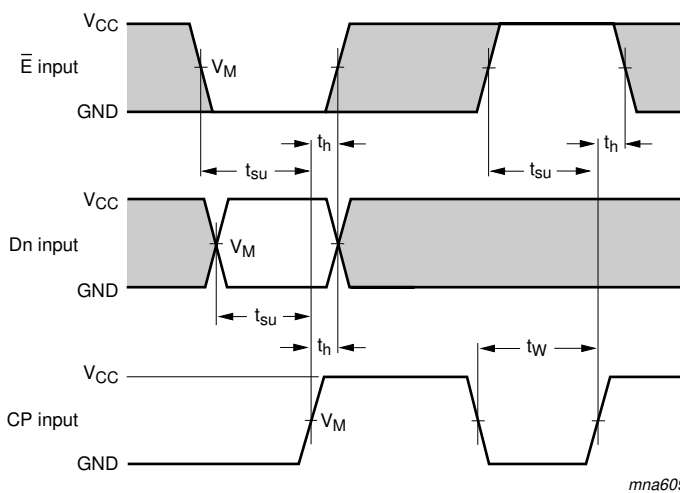 VCC
E̅ input
VM
GND
th
th
tsu
tsu
VCC
Dn input
VM
GND
tsu
th
tW
VCC
CP input
VM
GND
mna609